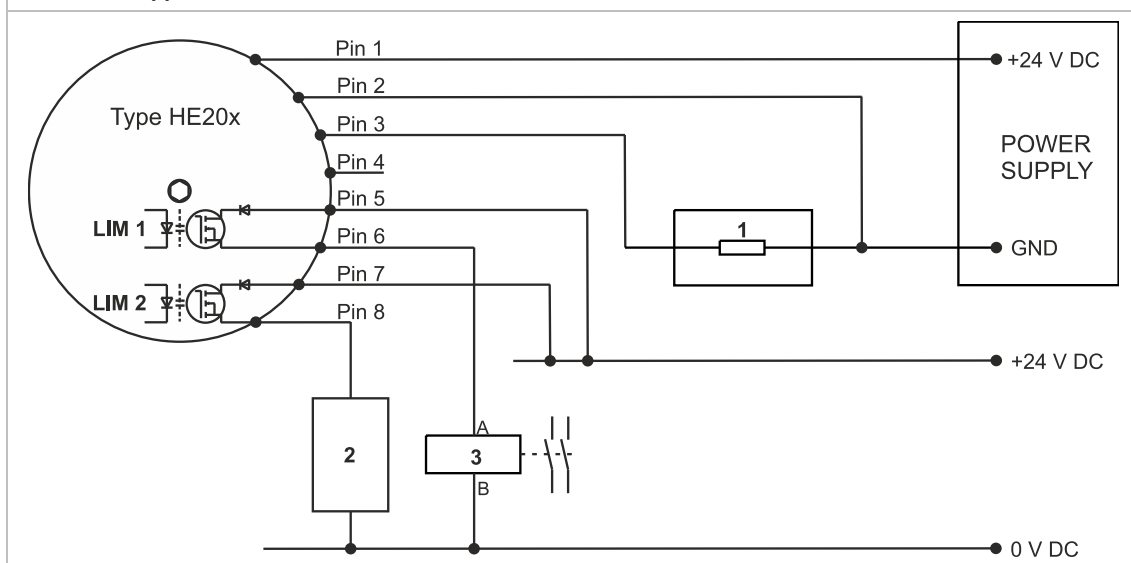 Pin 1
+24 V DC
Pin 2
Type HE20x
Pin 3
POWER
SUPPLY
Pin 4
Pin 5
LIM 1
1
Pin 6
GND
Pin 7
LIM 2
Pin 8
+24 V DC
A
2
3
B
0 V DC